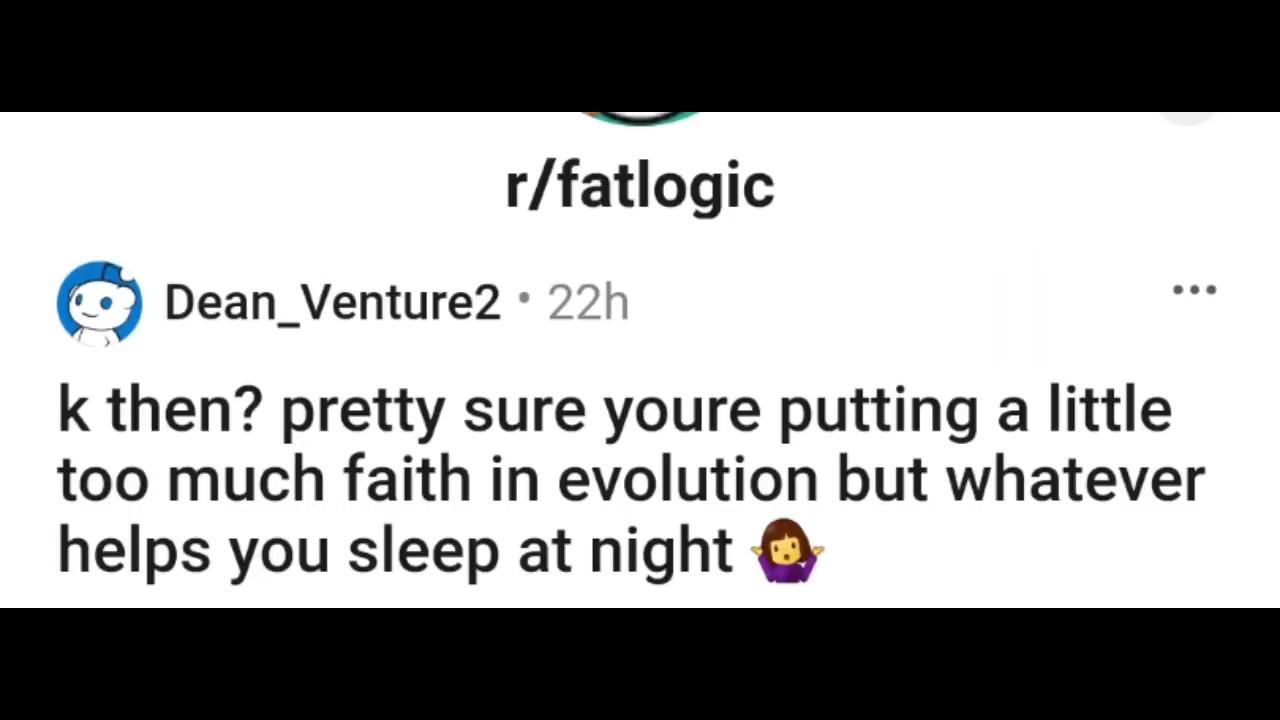 r/fatlogic
Dean_Venture2 • 22h
k then? pretty sure youre putting a little
too much faith in evolution but whatever
helps you sleep at night 🤷‍♀️